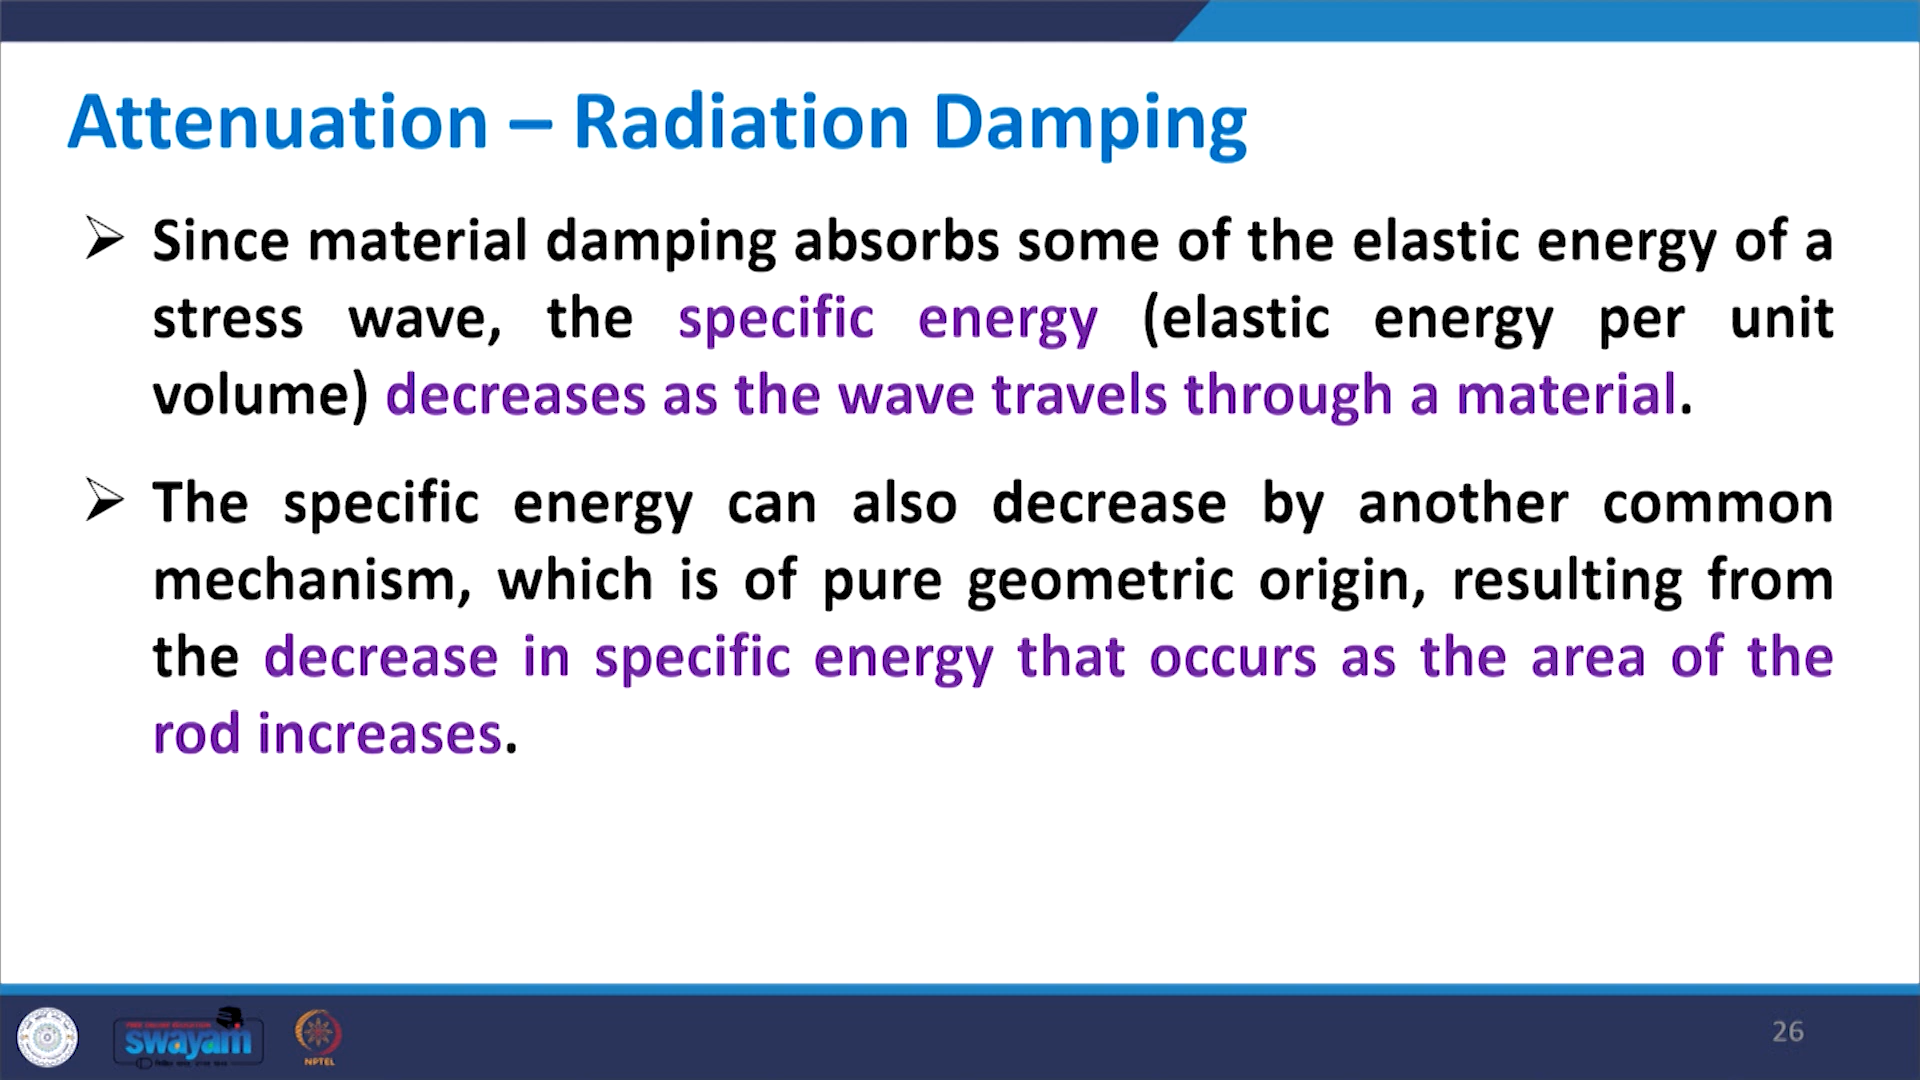 Attenuation – Radiation Damping
➢ Since material damping absorbs some of the elastic energy of a
stress wave, the specific energy (elastic energy per unit
volume) decreases as the wave travels through a material.
➢ The specific energy can also decrease by another common
mechanism, which is of pure geometric origin, resulting from
the decrease in specific energy that occurs as the area of the
rod increases.
swayam
NPTEL
26